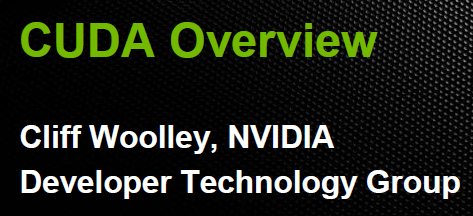 CUDA Overview
Cliff Woolley, NVIDIA
Developer Technology Group